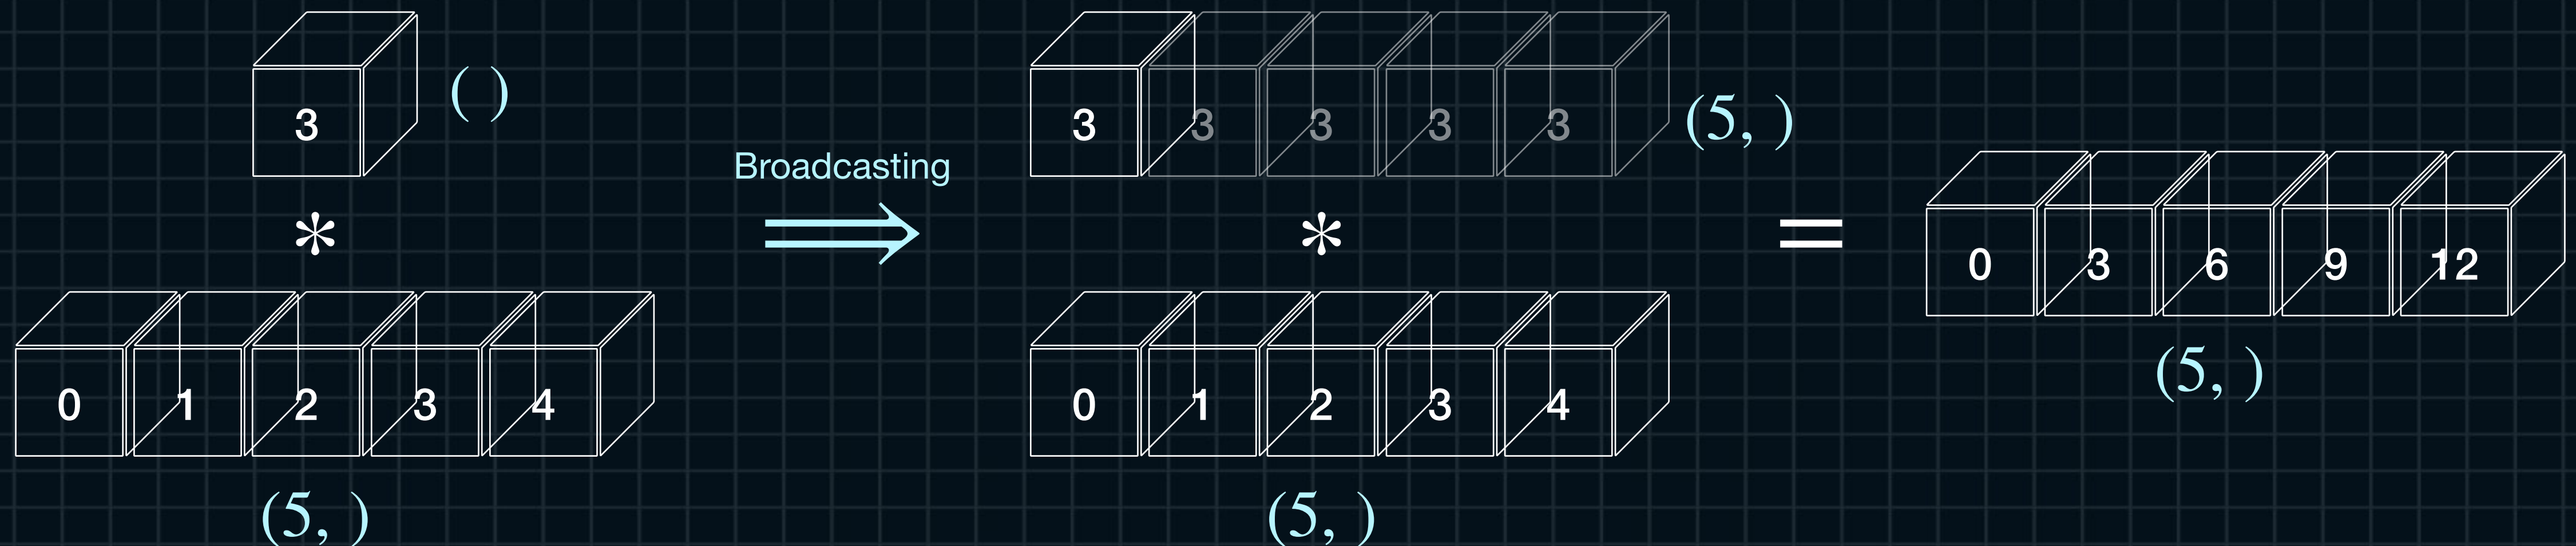 3 ( )
*
0 1 2 3 4
(5, )
Broadcasting
3 3 3 3 3 (5, )
*
0 1 2 3 4
(5, )
=
0 3 6 9 12
(5, )